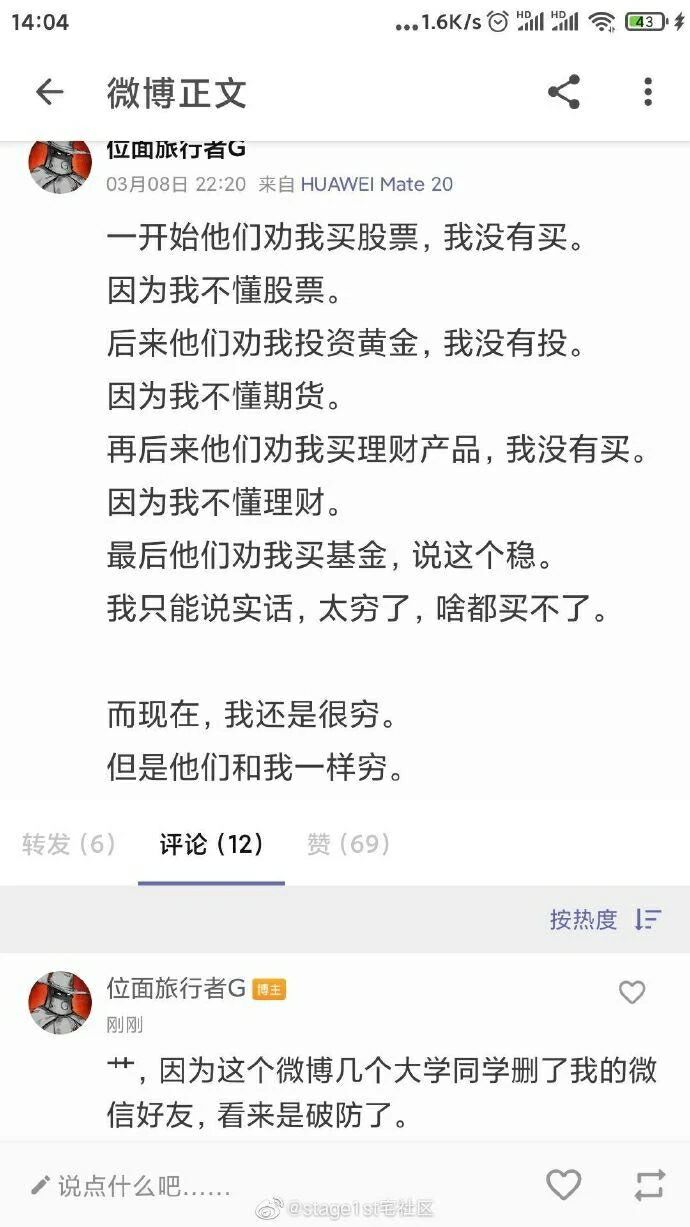 14:04
...1.6K/s HD HD 43
微博正文
位面旅行者G
03月08日 22:20 来自 HUAWEI Mate 20
一开始他们劝我买股票，我没有买。
因为我不懂股票。
后来他们劝我投资黄金，我没有投。
因为我不懂期货。
再后来他们劝我买理财产品，我没有买。
因为我不懂理财。
最后他们劝我买基金，说这个稳。
我只能说实话，太穷了，啥都买不了。
而现在，我还是很穷。
但是他们和我一样穷。
转发（6） 评论（12） 赞（69）
按热度
位面旅行者G 博主
刚刚
艹，因为这个微博几个大学同学删了我的微
信好友，看来是破防了。
说点什么吧......
@stage1st宅社区